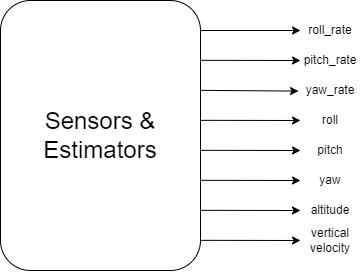 Sensors &
Estimators
roll_rate
pitch_rate
yaw_rate
roll
pitch
yaw
altitude
vertical
velocity